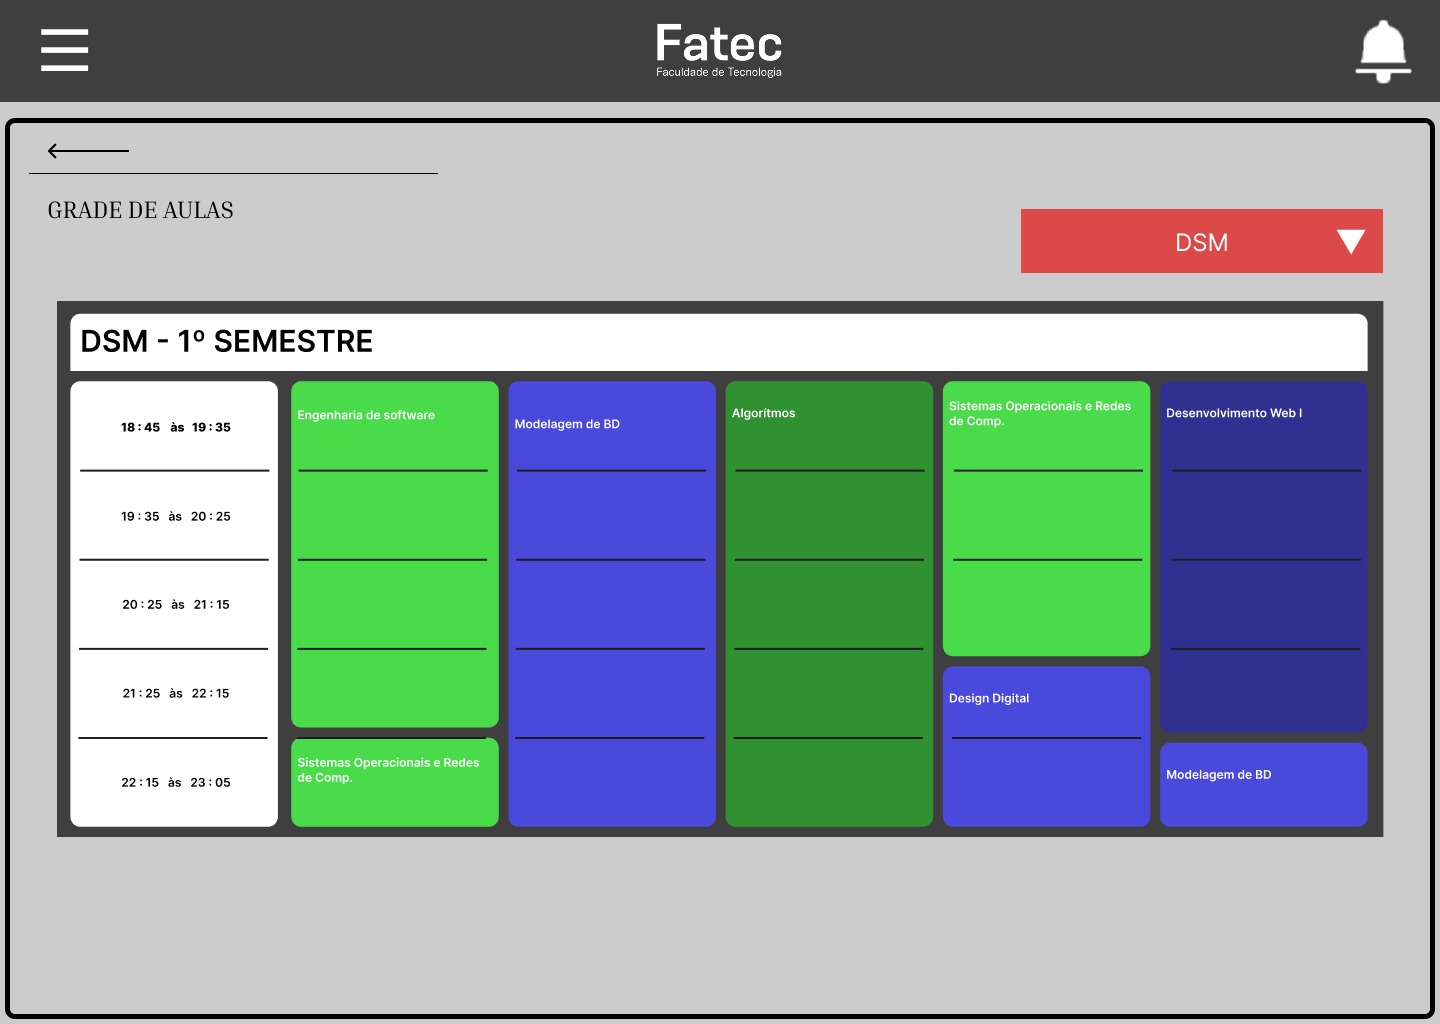 Fatec
Faculdade de Tecnologia
GRADE DE AULAS
DSM
DSM - 1º SEMESTRE
18:45 às 19:35
19:35 às 20:25
20:25 às 21:15
21:25 às 22:15
22:15 às 23:05
Engenharia de software
Sistemas Operacionais e Redes
de Comp.
Modelagem de BD
Algorítmos
Sistemas Operacionais e Redes
de Comp.
Design Digital
Desenvolvimento Web I
Modelagem de BD